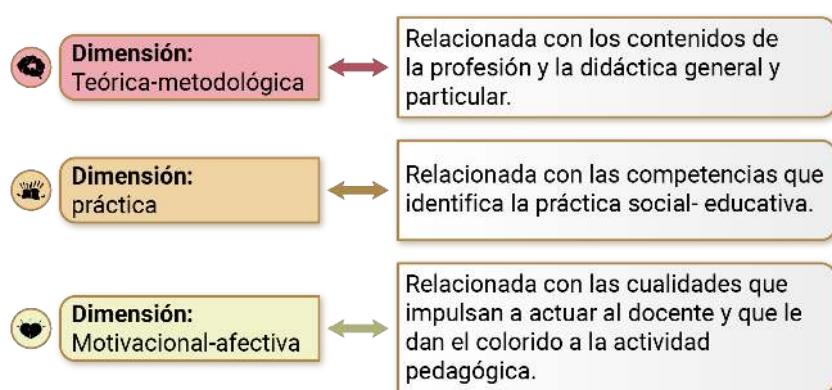 Dimensión:
Teórica-metodológica
Relacionada con los contenidos de
la profesión y la didáctica general y
particular.
Dimensión:
práctica
Relacionada con las competencias que
identifica la práctica social- educativa.
Dimensión:
Motivacional-afectiva
Relacionada con las cualidades que
impulsan a actuar al docente y que le
dan el colorido a la actividad
pedagógica.